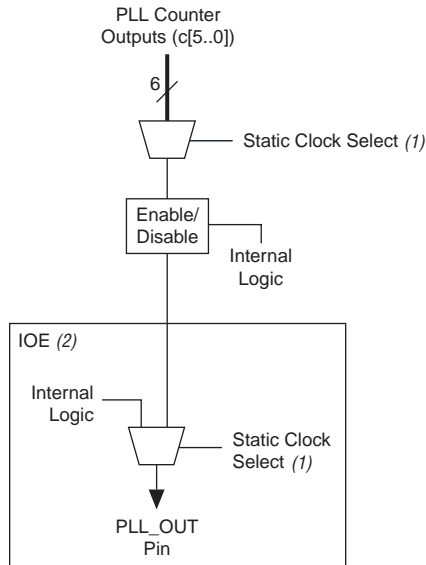 PLL Counter
Outputs (c[5..0])
6
Static Clock Select (1)
Enable/
Disable
Internal
Logic
IOE (2)
Internal
Logic
Static Clock
Select (1)
PLL_OUT
Pin